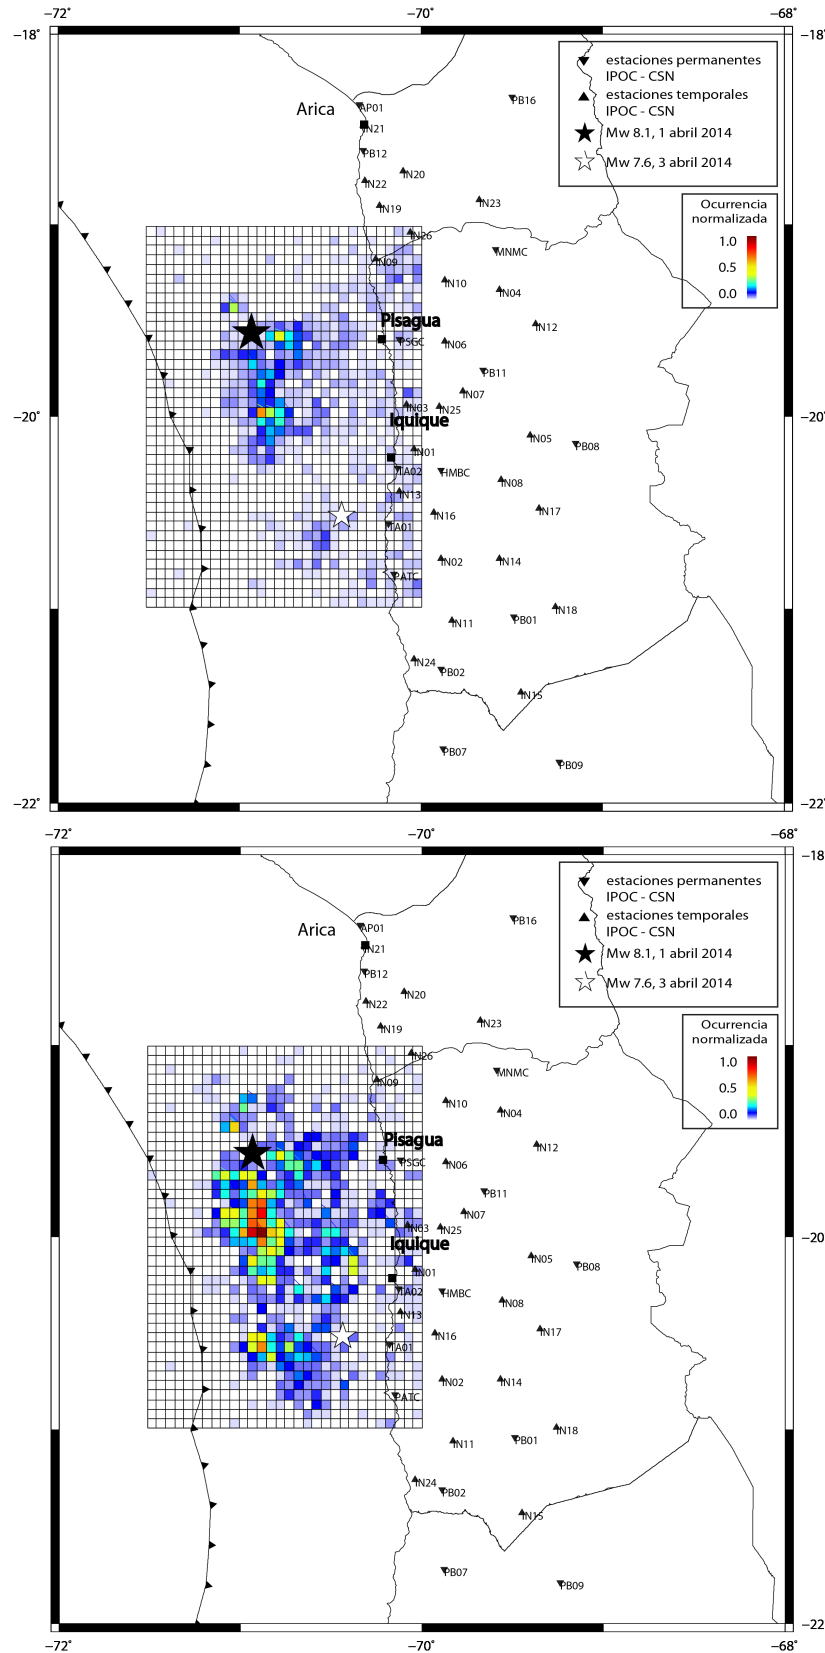 −72˚
−70˚
−68˚
−18˚
−18˚
estaciones permanentes
IPOC - CSN
estaciones temporales
IPOC - CSN
Mw 8.1, 1 abril 2014
Mw 7.6, 3 abril 2014
Arica
AP01
PB16
IN21
PB12
IN20
IN22
IN19
IN23
Ocurrencia
normalizada
1.0
0.5
0.0
IN26
MNMC
IN09
IN10
IN04
Pisagua
IN12
PSGC
IN06
PB11
IN07
IN03
IN25
−20˚
−20˚
Iquique
IN05
PB08
IN01
TA02
HMBC
IN08
IN13
IN16
IN17
TA01
IN02
IN14
PATC
IN18
IN11
PB01
IN24
PB02
IN15
PB07
PB09
−22˚
−22˚
−72˚
−70˚
−68˚
−18
estaciones permanentes
IPOC - CSN
estaciones temporales
IPOC - CSN
Mw 8.1, 1 abril 2014
Mw 7.6, 3 abril 2014
Arica
AP01
PB16
IN21
PB12
IN20
IN22
IN19
IN23
Ocurrencia
normalizada
1.0
0.5
0.0
IN26
MNMC
IN09
IN10
IN04
Pisagua
IN12
PSGC
IN06
PB11
IN07
IN03
IN25
−20
Iquique
IN05
PB08
IN01
TA02
HMBC
IN08
IN13
IN16
IN17
TA01
IN02
IN14
PATC
IN18
IN11
PB01
IN24
PB02
IN15
PB07
PB09
−22
−72˚
−70˚
−68˚